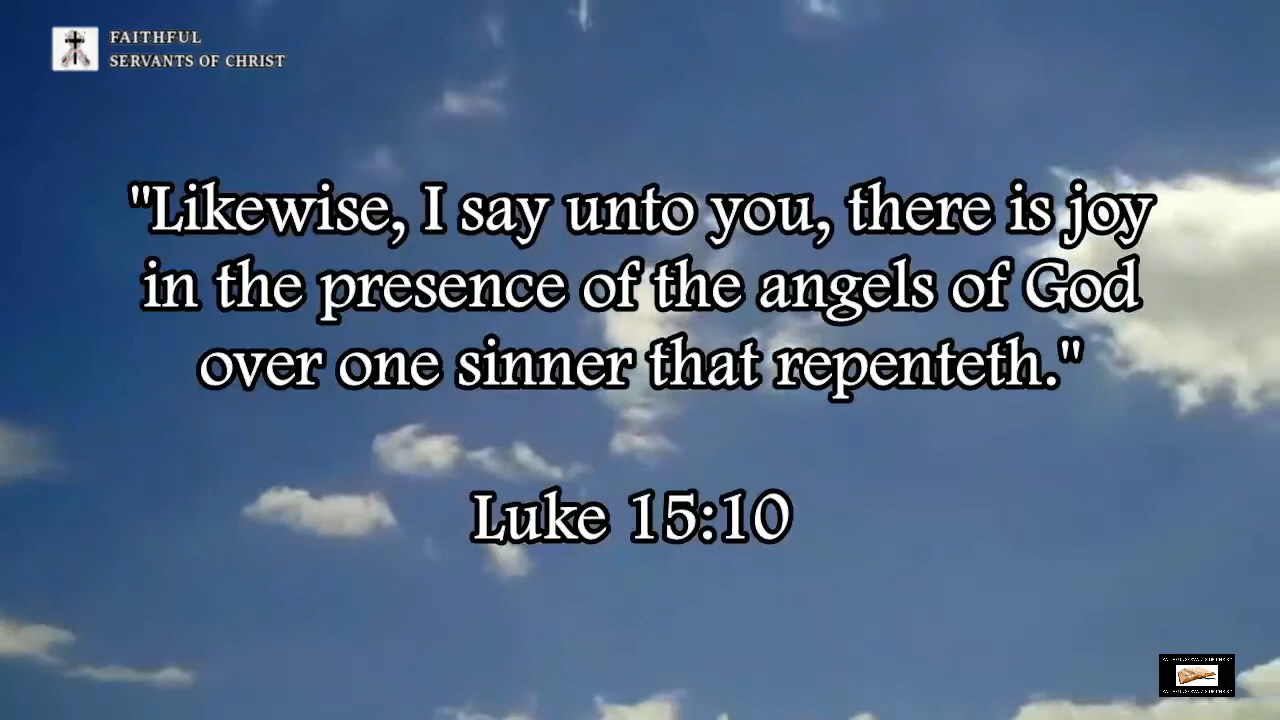 FAITHFUL
SERVANTS OF CHRIST
"Likewise, I say unto you, there is joy
in the presence of the angels of God
over one sinner that repenteth."
Luke 15:10